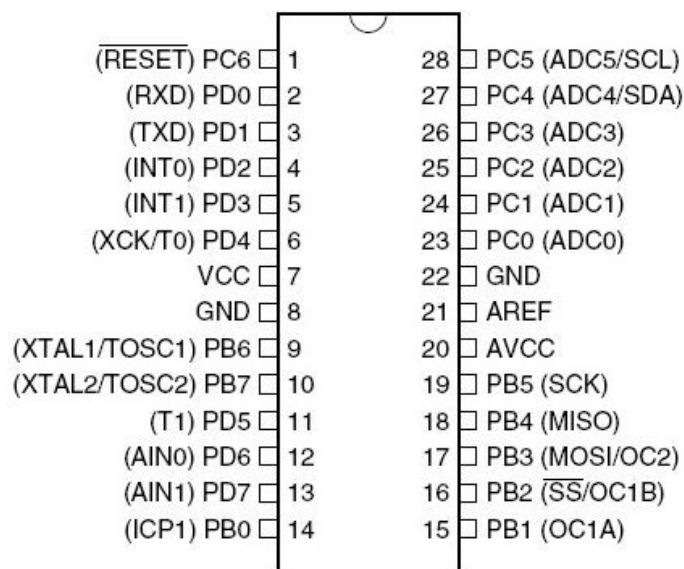 (RESET) PC6 1 28 PC5 (ADC5/SCL)
(RXD) PD0 2 27 PC4 (ADC4/SDA)
(TXD) PD1 3 26 PC3 (ADC3)
(INT0) PD2 4 25 PC2 (ADC2)
(INT1) PD3 5 24 PC1 (ADC1)
(XCK/T0) PD4 6 23 PC0 (ADC0)
VCC 7 22 GND
GND 8 21 AREF
(XTAL1/TOSC1) PB6 9 20 AVCC
(XTAL2/TOSC2) PB7 10 19 PB5 (SCK)
(T1) PD5 11 18 PB4 (MISO)
(AIN0) PD6 12 17 PB3 (MOSI/OC2)
(AIN1) PD7 13 16 PB2 (SS/OC1B)
(ICP1) PB0 14 15 PB1 (OC1A)